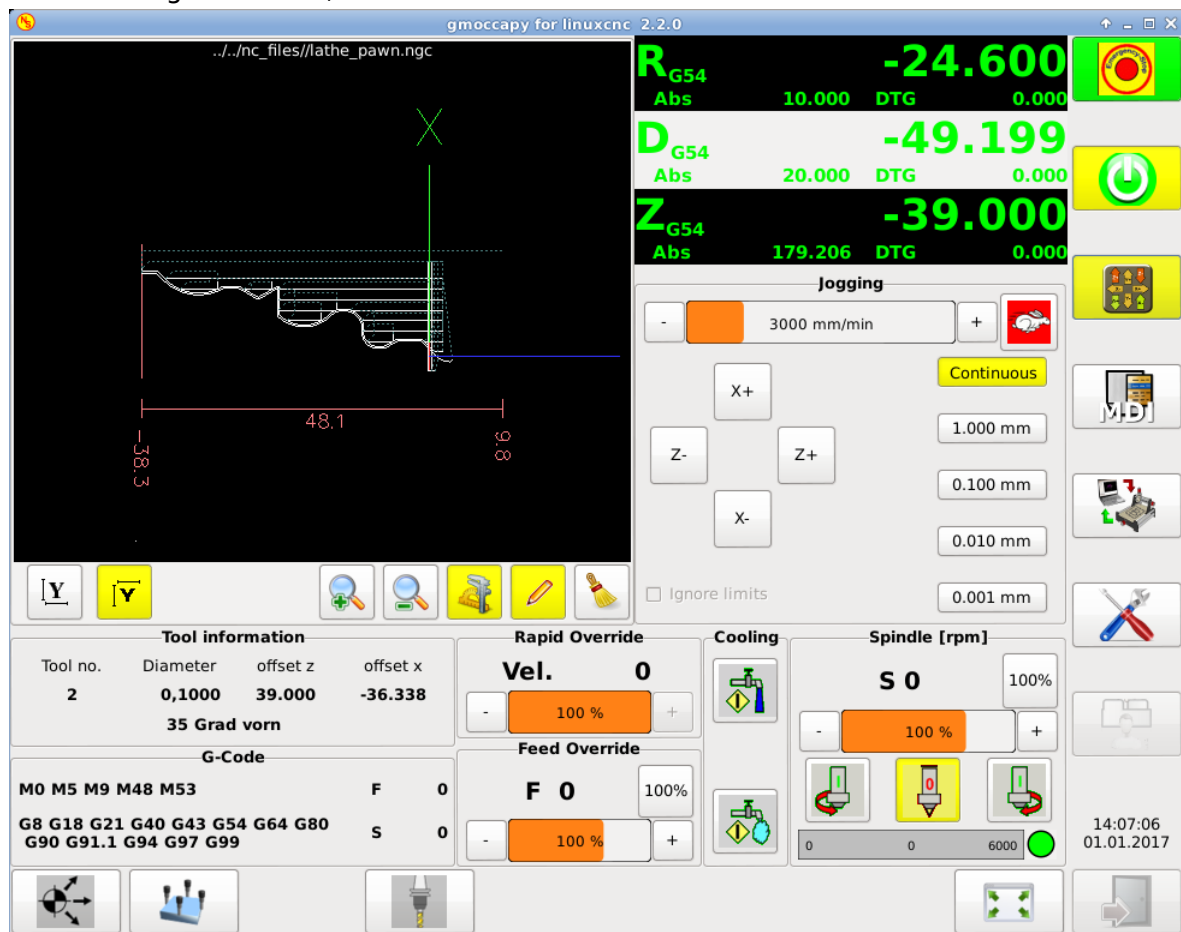 gmoccapy for linuxcnc 2.2.0
../../nc_files//lathe_pawn.ngc
X
48.1
-38.3
9.8
R G54 -24.600
Abs 10.000 DTG 0.000
D G54 -49.199
Abs 20.000 DTG 0.000
Z G54 -39.000
Abs 179.206 DTG 0.000
Jogging
- 3000 mm/min +
Continuous
X+
1.000 mm
Z- Z+
0.100 mm
X-
0.010 mm
Ignore limits
0.001 mm
Emergency-Stop
MDI
Y Y
Tool information
Tool no. Diameter offset z offset x
2 0,1000 39.000 -36.338
35 Grad vorn
G-Code
M0 M5 M9 M48 M53 F 0
G8 G18 G21 G40 G43 G54 G64 G80
G90 G91.1 G94 G97 G99 S 0
Rapid Override
Vel. 0
- 100 % +
Feed Override
F 0 100%
- 100 % +
Cooling
Spindle [rpm]
S 0 100%
- 100 % +
0 0 6000
14:07:06
01.01.2017